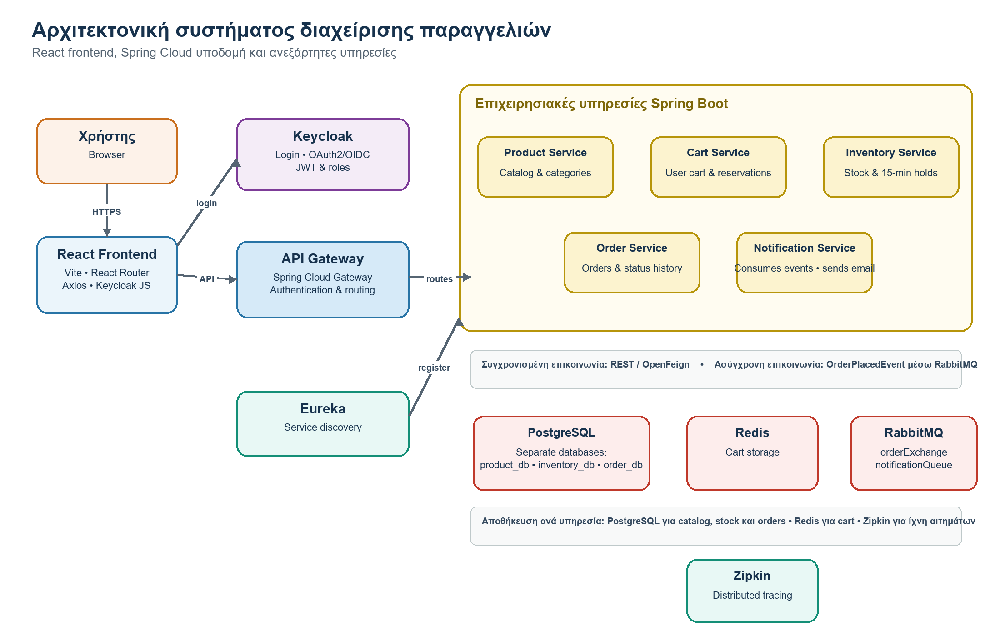 Αρχιτεκτονική συστήματος διαχείρισης παραγγελιών
React frontend, Spring Cloud υποδομή και ανεξάρτητες υπηρεσίες
Χρήστης
Browser
HTTPS
React Frontend
Vite • React Router
Axios • Keycloak JS
login
API
Keycloak
Login • OAuth2/OIDC
JWT & roles
API Gateway
Spring Cloud Gateway
Authentication & routing
routes
Eureka
Service discovery
register
Επιχειρησιακές υπηρεσίες Spring Boot
Product Service
Catalog & categories
Cart Service
User cart & reservations
Inventory Service
Stock & 15-min holds
Order Service
Orders & status history
Notification Service
Consumes events • sends email
Συγχρονισμένη επικοινωνία: REST / OpenFeign • Ασύγχρονη επικοινωνία: OrderPlacedEvent μέσω RabbitMQ
PostgreSQL
Separate databases:
product_db • inventory_db • order_db
Redis
Cart storage
RabbitMQ
orderExchange
notificationQueue
Αποθήκευση ανά υπηρεσία: PostgreSQL για catalog, stock και orders • Redis για cart • Zipkin για ίχνη αιτημάτων
Zipkin
Distributed tracing